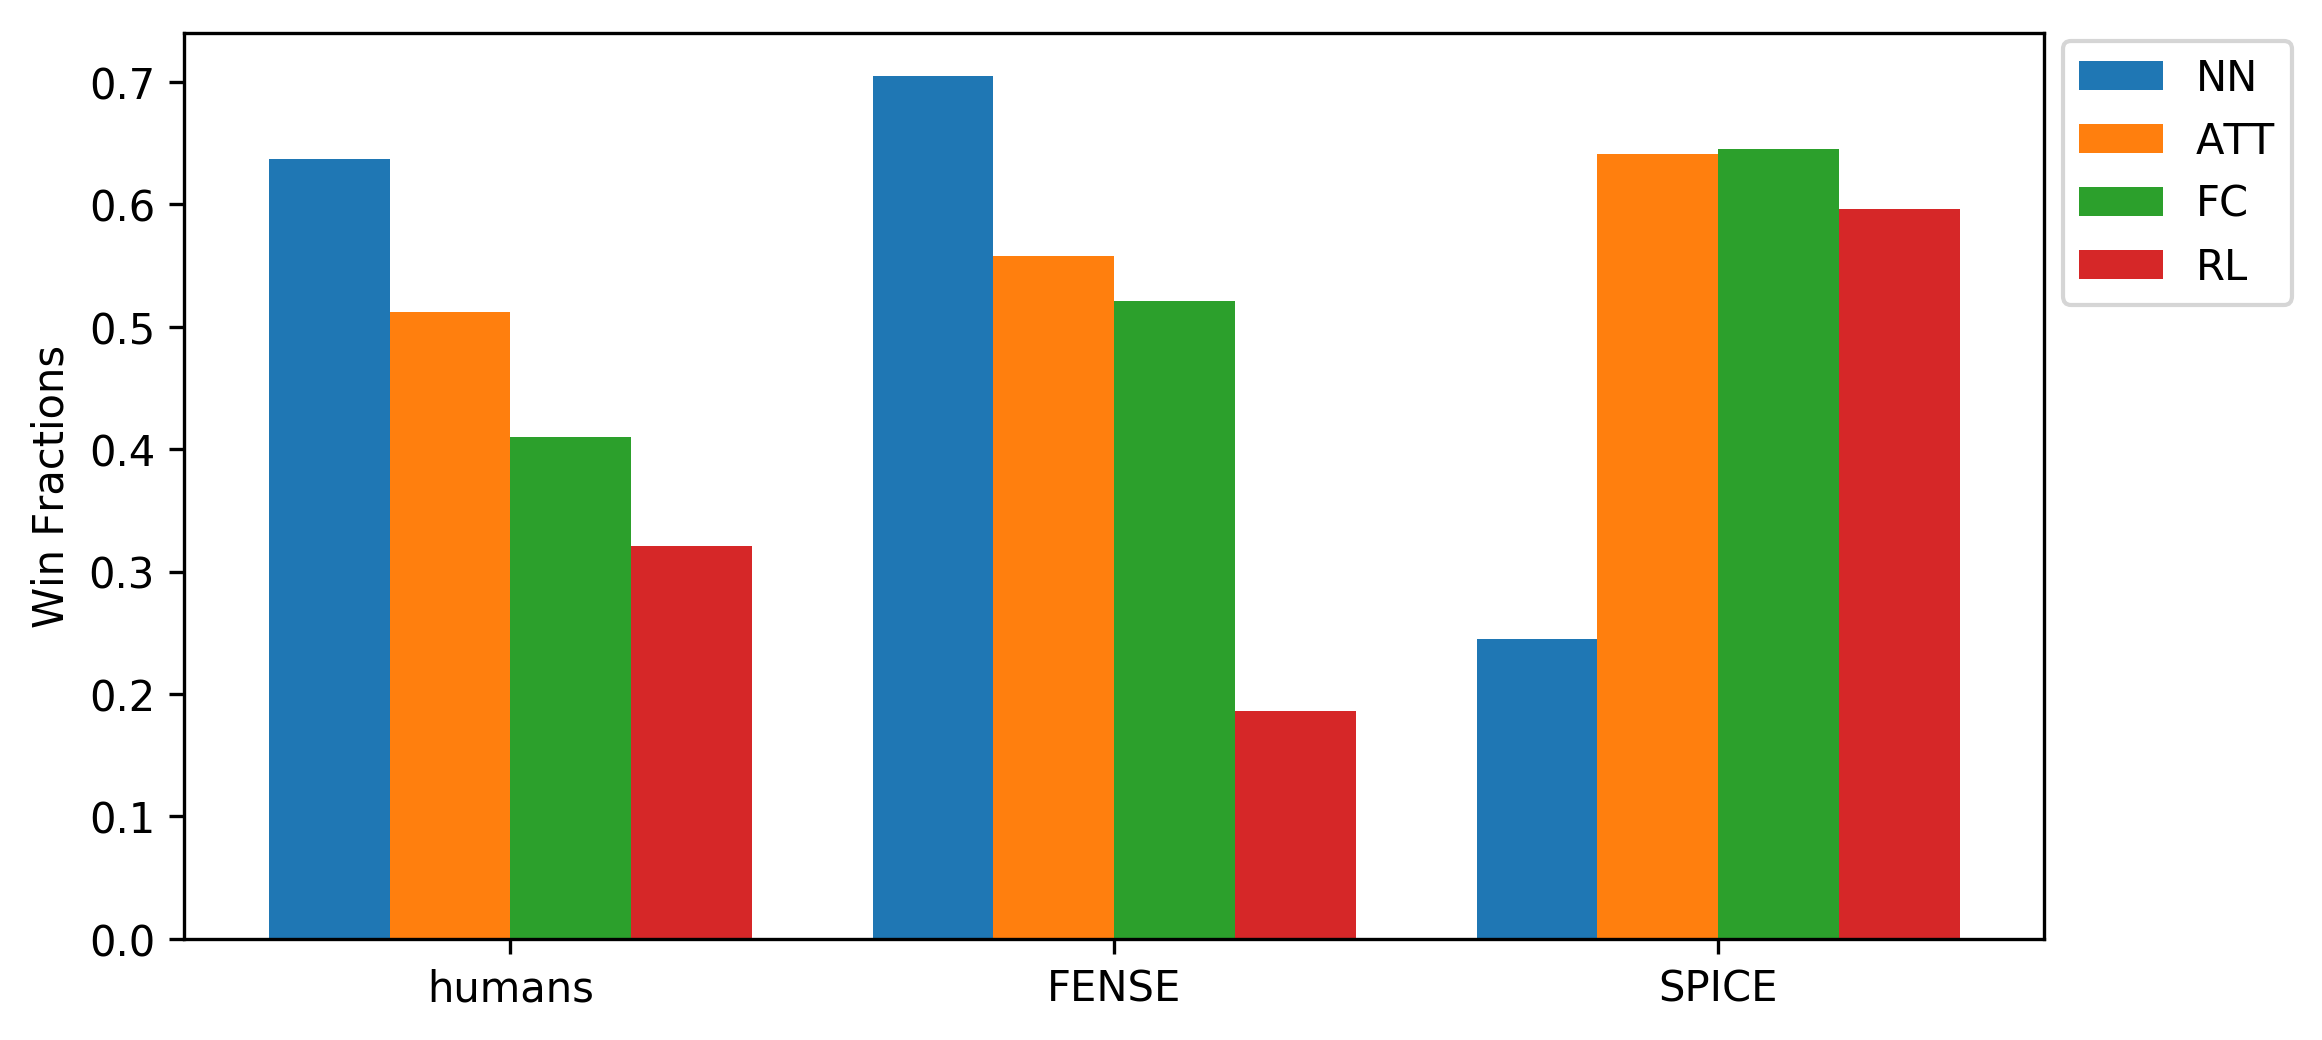 Win Fractions
0.7
0.6
0.5
0.4
0.3
0.2
0.1
0.0
humans
FENSE
SPICE
NN
ATT
FC
RL